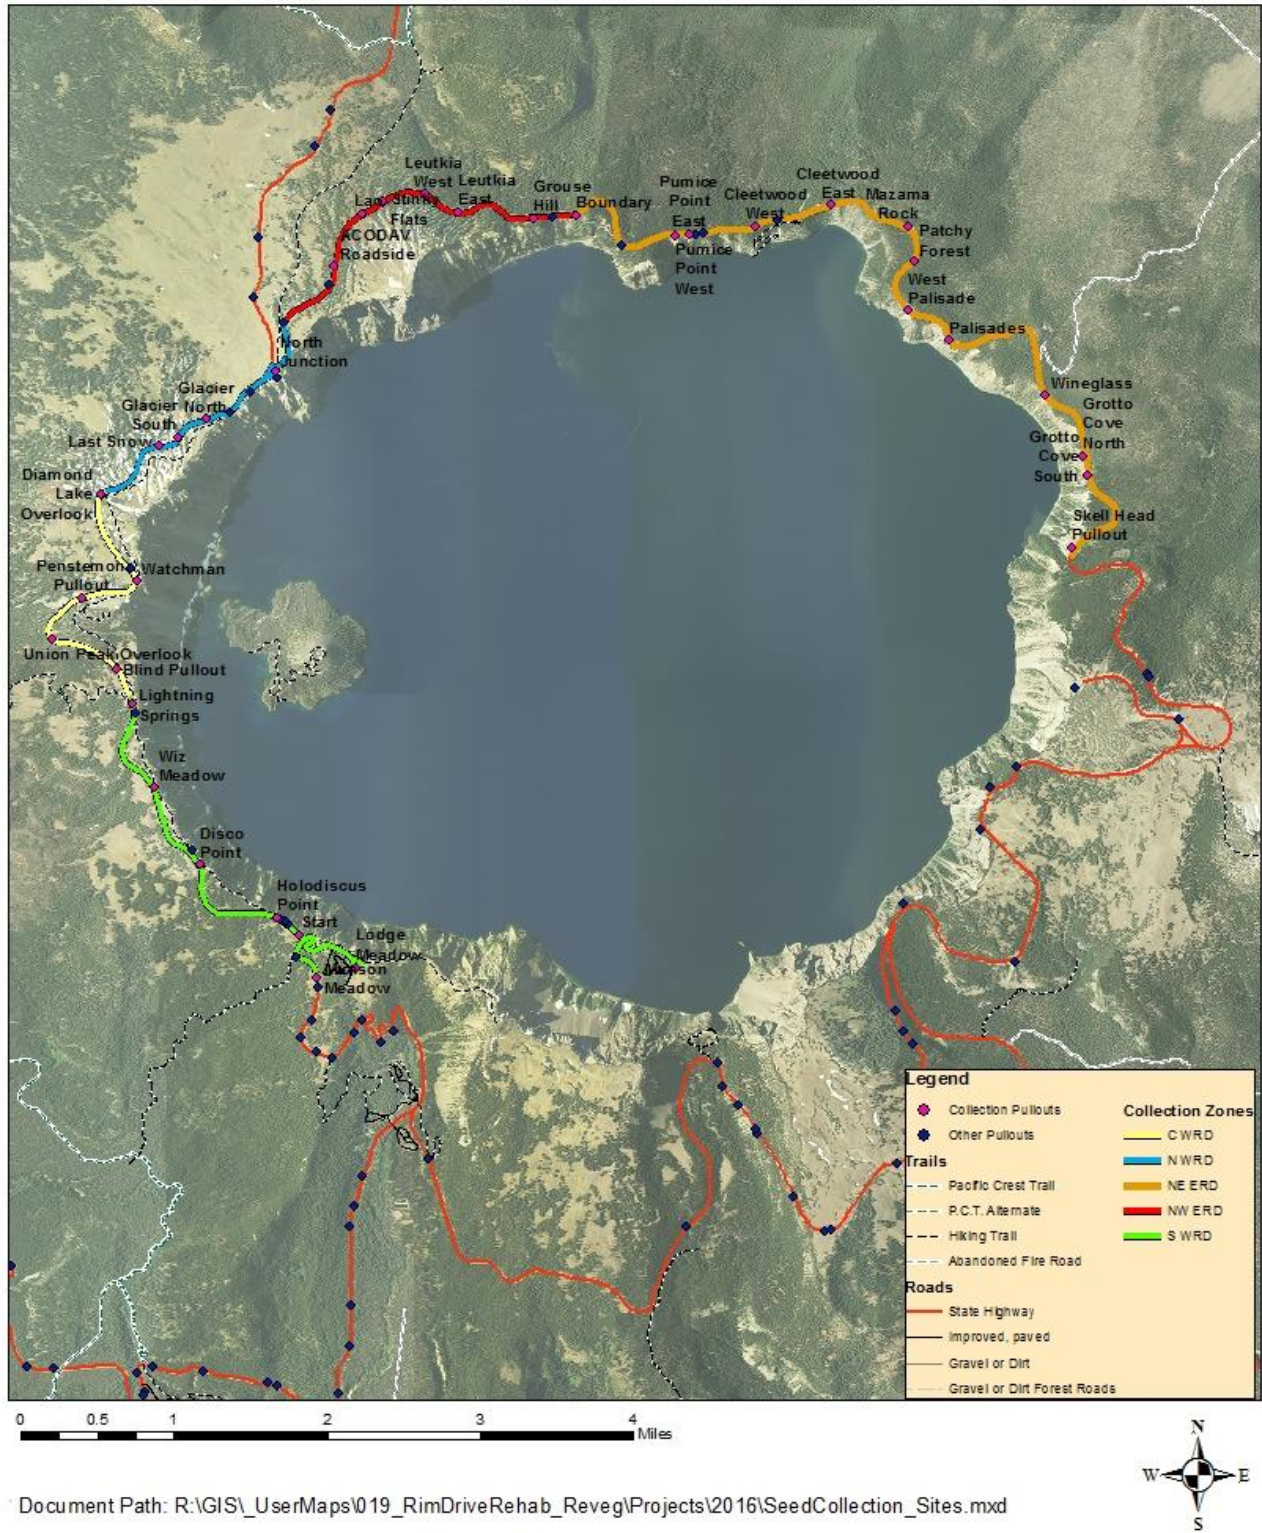 Leutkia
West
Leutkia
East
Sunny
Flats
ACODAV
Roadside
Grouse
Hill
Boundary
Pumice
Point
East
Pumice
Point
West
Cleetwood
West
Cleetwood
East
Mazama
Rock
Patchy
Forest
West
Palisade
Palisades
Wineglass
Grotto
Cove
North
Grotto
Cove
South
Skell Head
Pullout
North
Junction
Glacier
North
Glacier
South
Last Snow
Diamond
Lake
Overlook
Penstemon
Pullout
Watchman
Union Peak Overlook
Blind Pullout
Lightning
Springs
Wiz
Meadow
Disco
Point
Holodiscus
Point
Start
Lodge
Meadow
Meadow
Legend
Collection Pullouts
Other Pullouts
Trails
Pacific Crest Trail
P.C.T. Alternate
Hiking Trail
Abandoned Fire Road
Roads
State Highway
Improved, paved
Gravel or Dirt
Gravel or Dirt Forest Roads
Collection Zones
C WRD
N WRD
NE ERD
NW ERD
S WRD
0 0.5 1 2 3 4
Miles
N
W E
S
Document Path: R:\GIS\_UserMaps\019_RimDriveRehab_Reveg\Projects\2016\SeedCollection_Sites.mxd